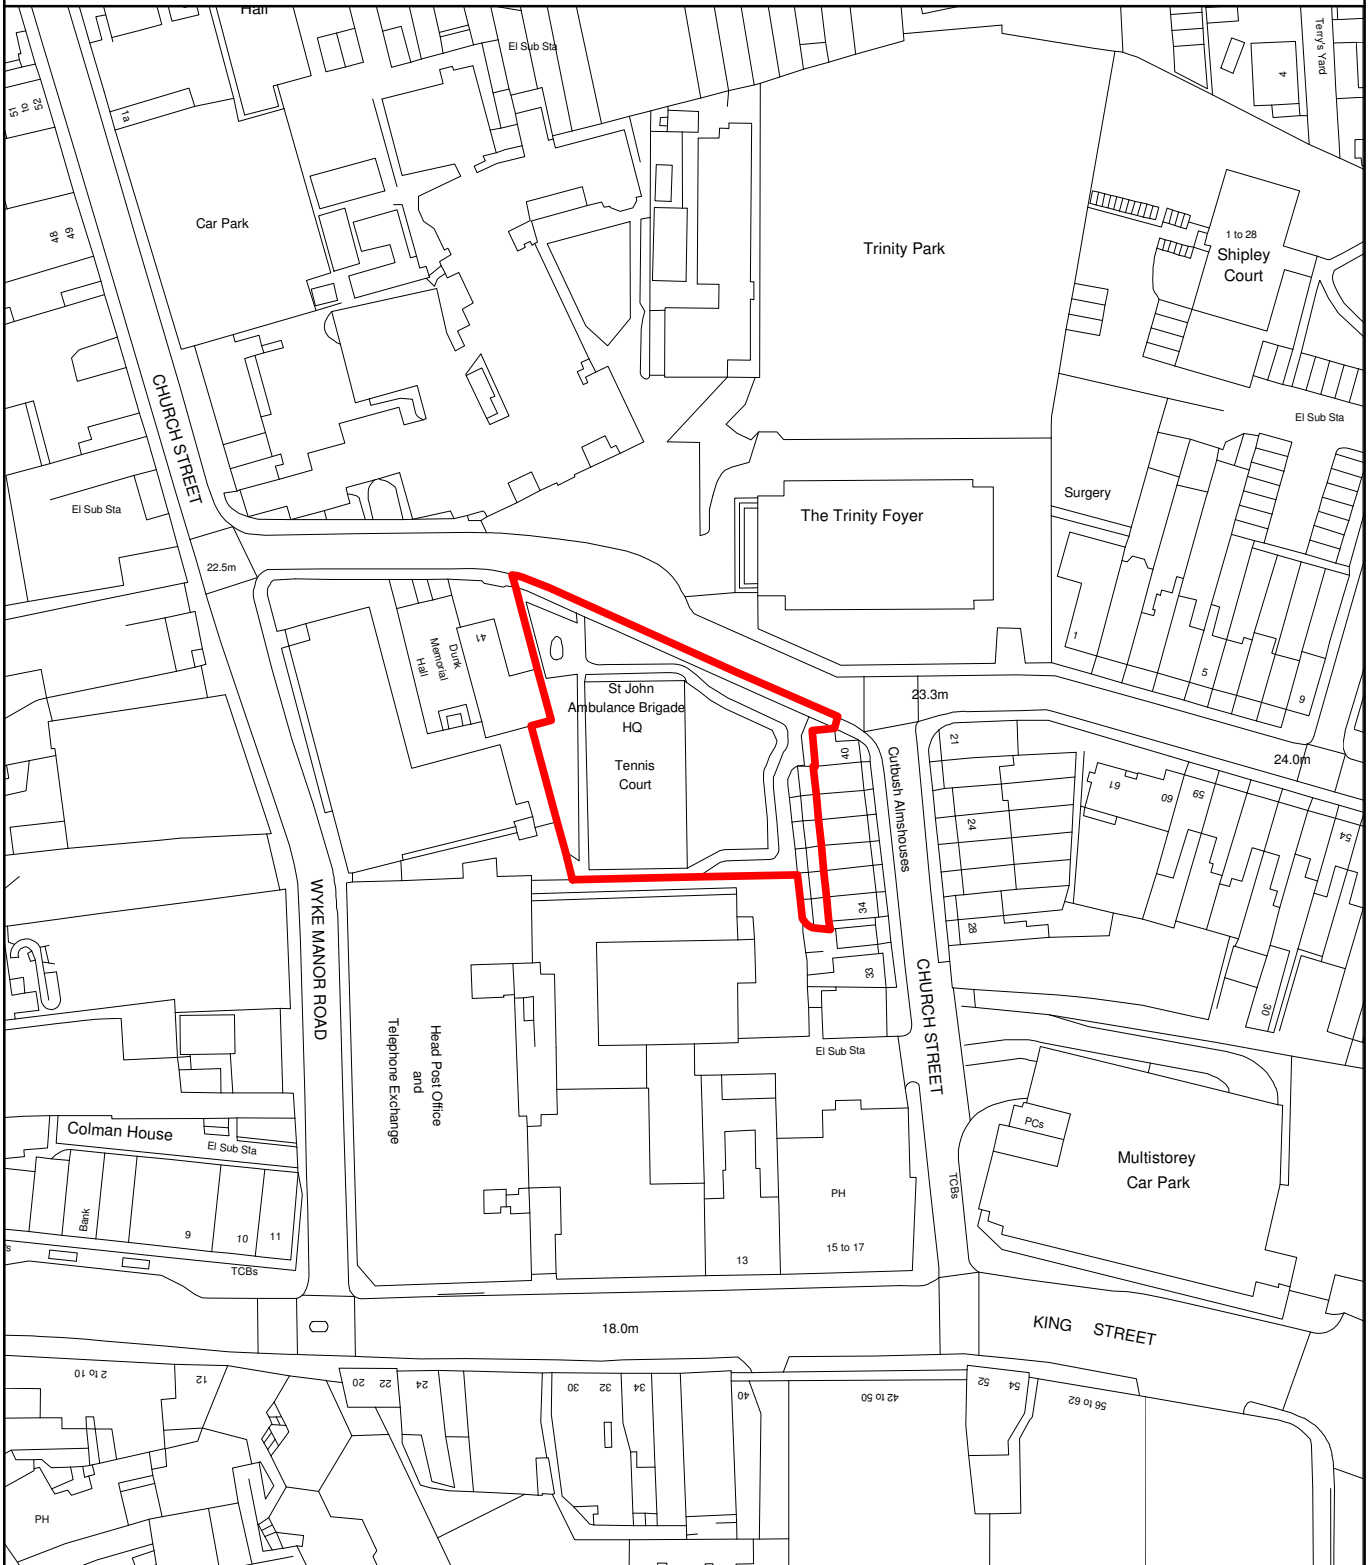 Hall
El Sub Sta
Terry's Yard
4
52
to
51
1a
Car Park
Trinity Park
49
48
1 to 28
Shipley
Court
CHURCH STREET
El Sub Sta
El Sub Sta
Surgery
The Trinity Foyer
22.5m
41
Dunk
Memorial
Hall
1
5
9
St John
Ambulance Brigade
HQ
Tennis
Court
23.3m
24.0m
40
Cutbush Almshouses
21
24
28
61
60
59
54
34
33
30
WYKE MANOR ROAD
CHURCH STREET
Head Post Office
and
Telephone Exchange
El Sub Sta
PCs
Multistorey
Car Park
TCBs
Colman House
El Sub Sta
Bank
9
10
11
TCBs
PH
13
15 to 17
18.0m
KING STREET
2 to 10
12
20
22
24
30
32
34
40
42 to 50
52
54
56 to 62
PH